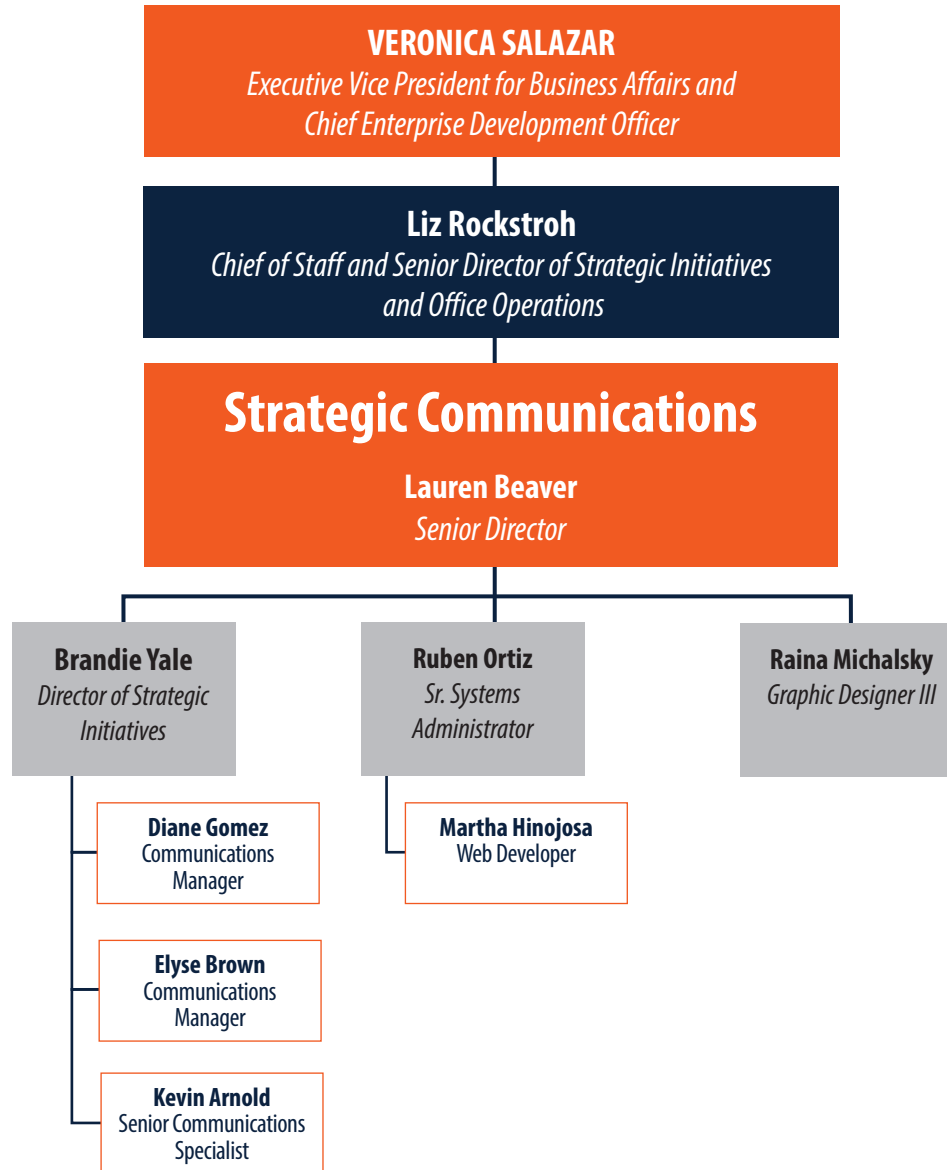 VERONICA SALAZAR
Executive Vice President for Business Affairs and
Chief Enterprise Development Officer
Liz Rockstroh
Chief of Staff and Senior Director of Strategic Initiatives
and Office Operations
Strategic Communications
Lauren Beaver
Senior Director
Brandie Yale
Director of Strategic
Initiatives
Ruben Ortiz
Sr. Systems
Administrator
Raina Michalsky
Graphic Designer III
Diane Gomez
Communications
Manager
Martha Hinojosa
Web Developer
Elyse Brown
Communications
Manager
Kevin Arnold
Senior Communications
Specialist